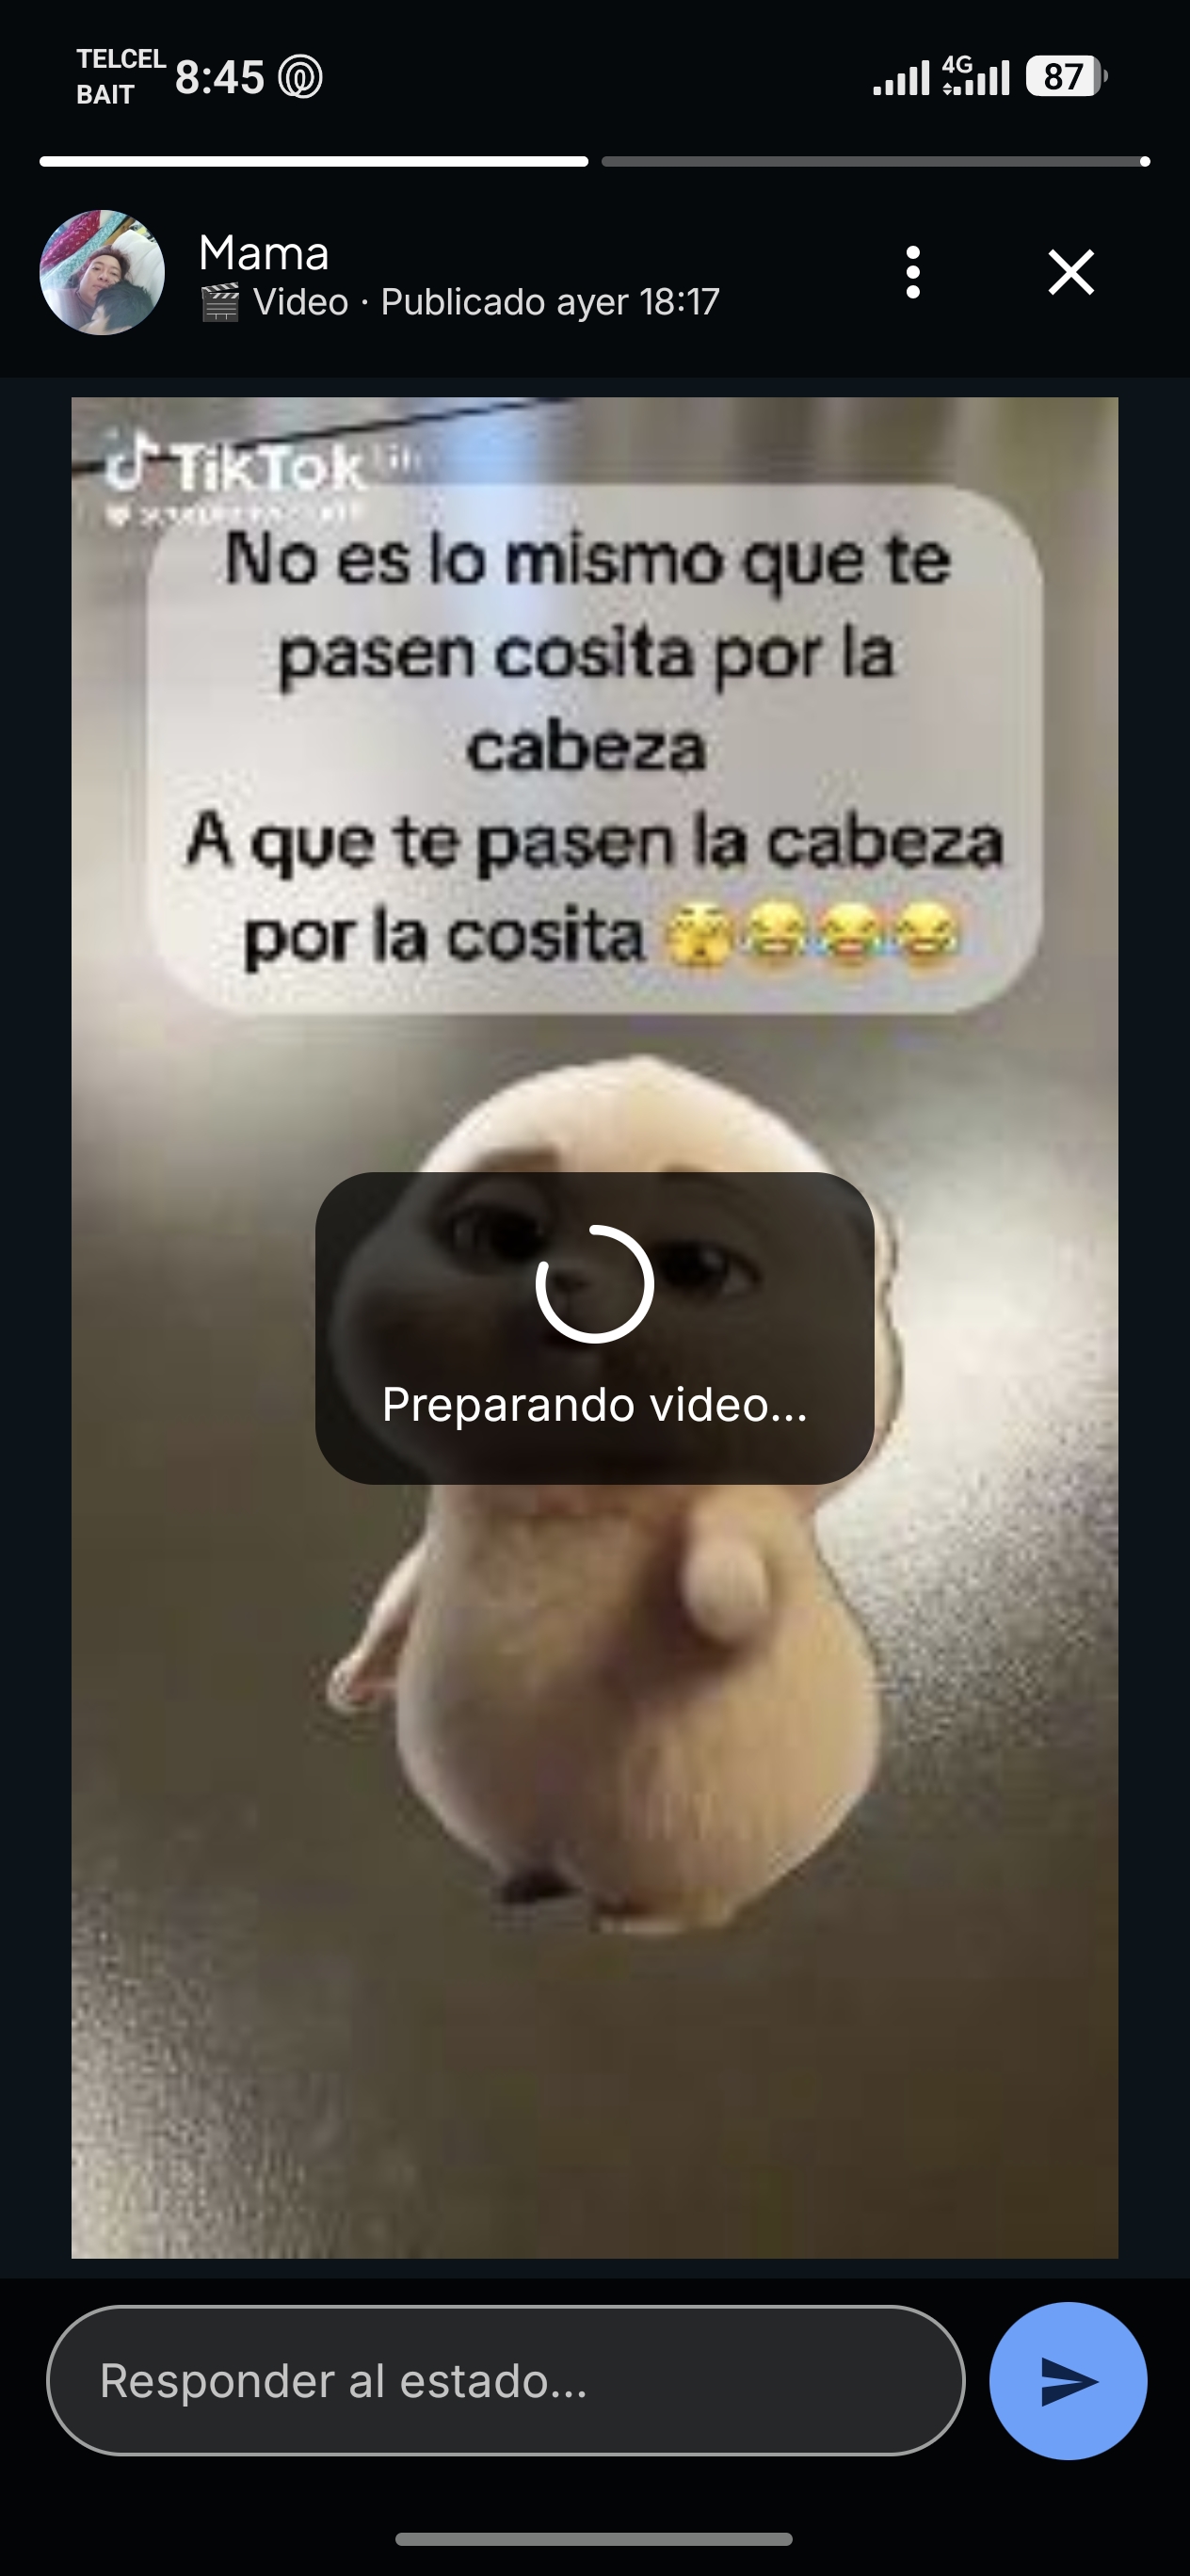 TELCEL
BAIT
8:45
4G
87
Mama
🎬 Video · Publicado ayer 18:17
TikTok
No es lo mismo que te
pasen cosita por la
cabeza
A que te pasen la cabeza
por la cosita 🫣😂😂😂
Preparando video...
Responder al estado...